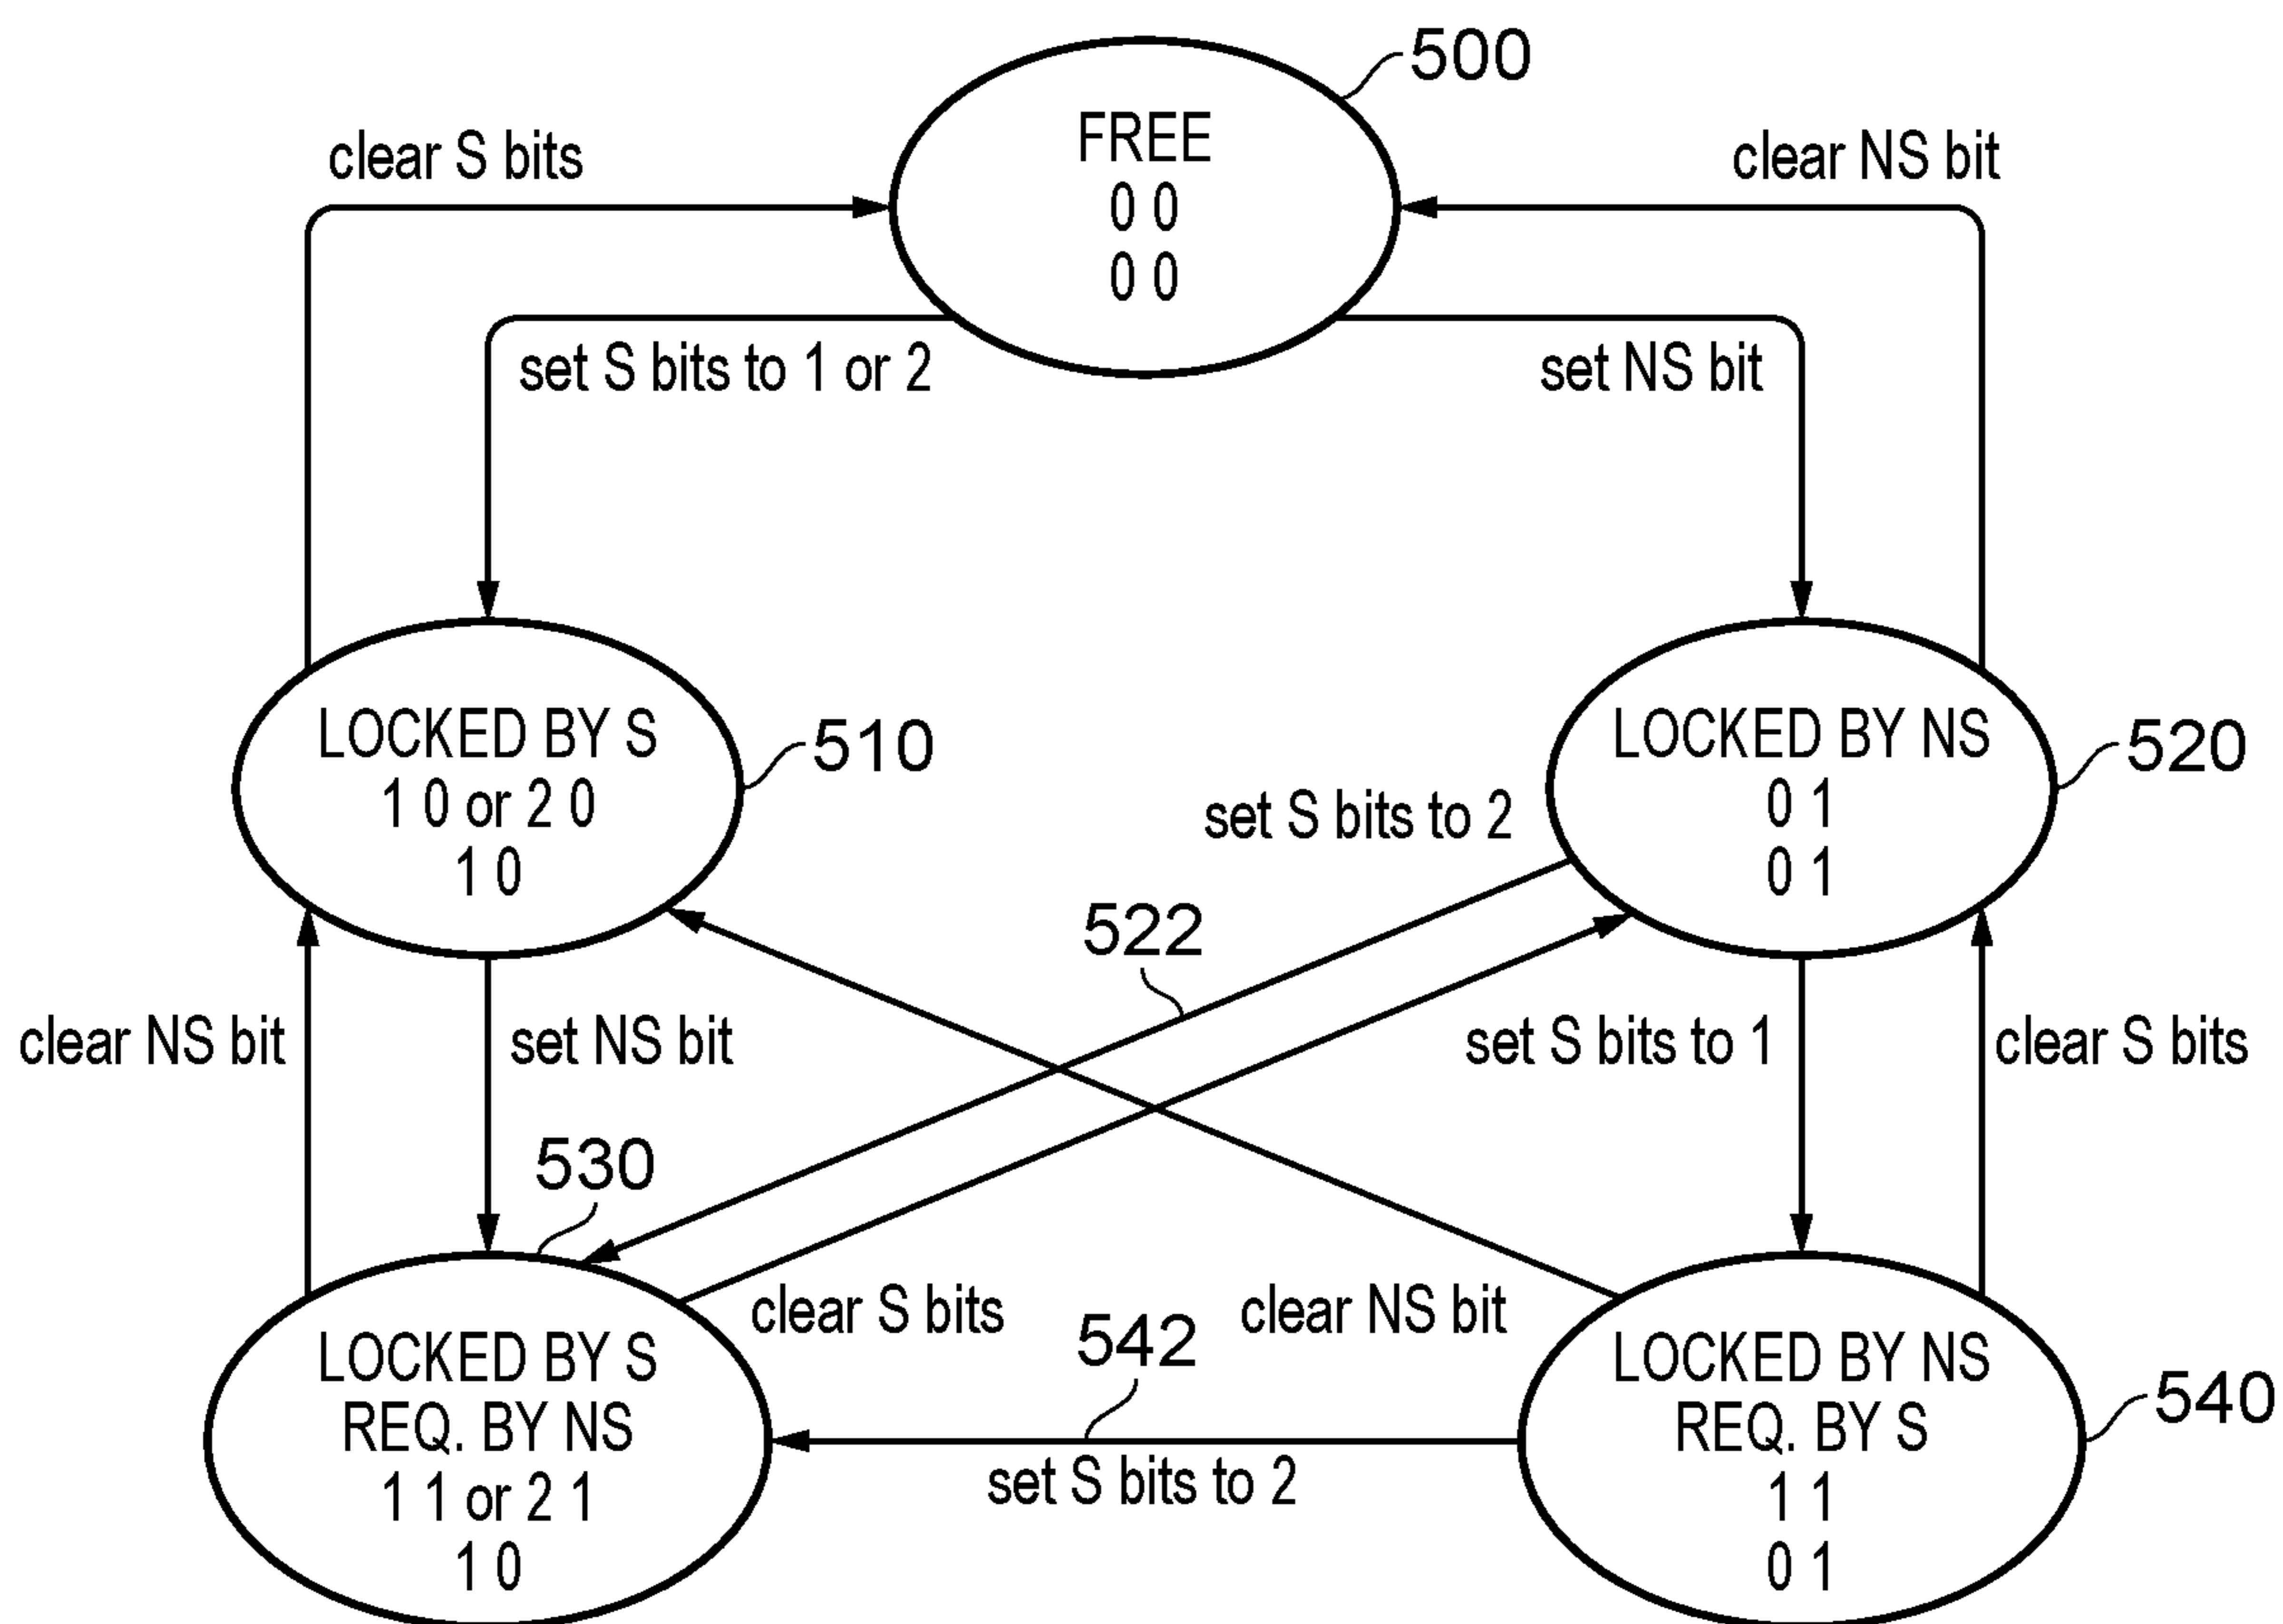 500
FREE
0 0
0 0
clear S bits
clear NS bit
set S bits to 1 or 2
set NS bit
LOCKED BY S
1 0 or 2 0
1 0
510
LOCKED BY NS
0 1
0 1
520
set S bits to 2
522
clear NS bit
set NS bit
set S bits to 1
clear S bits
530
clear S bits
clear NS bit
542
set S bits to 2
LOCKED BY S
REQ. BY NS
1 1 or 2 1
1 0
LOCKED BY NS
REQ. BY S
1 1
0 1
540